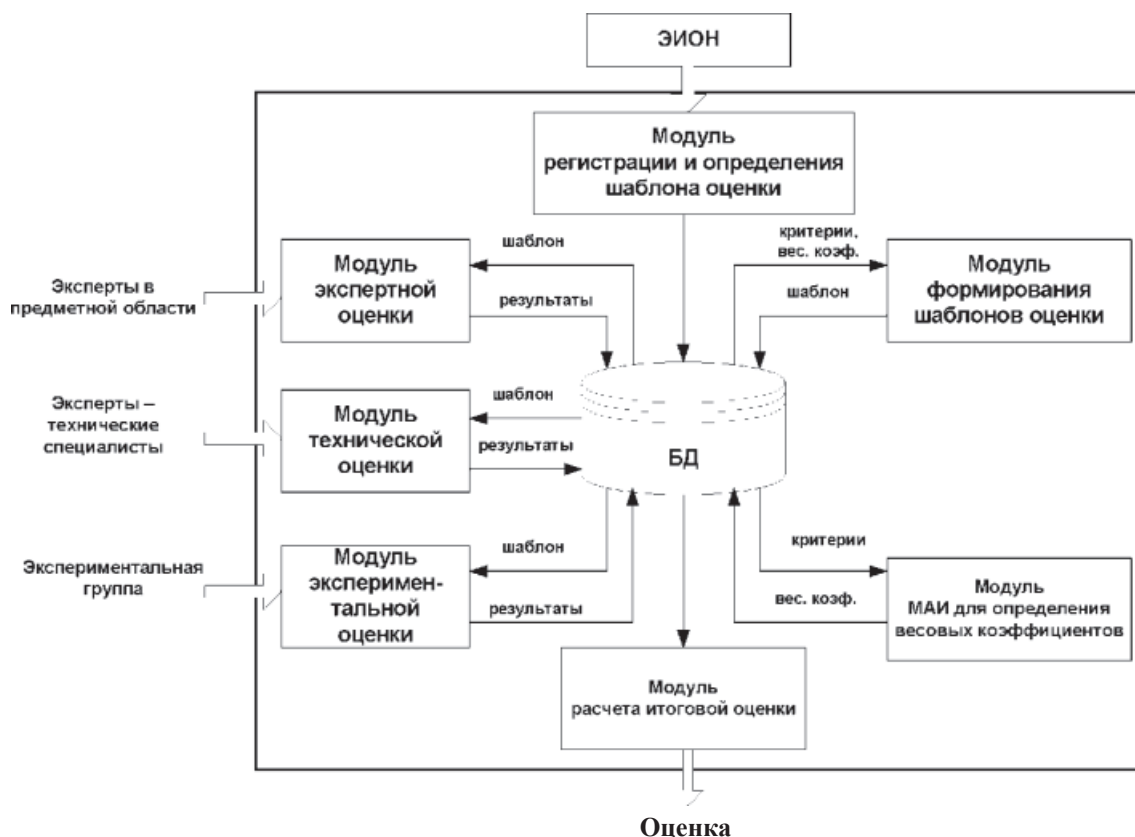 ЭИОН
Модуль
регистрации и определения
шаблона оценки
Эксперты в
предметной области
Модуль
экспертной
оценки
шаблон
результаты
критерии,
вес. коэф.
шаблон
Модуль
формирования
шаблонов оценки
Эксперты –
технические
специалисты
Модуль
технической
оценки
шаблон
результаты
БД
Экспериментальная
группа
Модуль
эксперимен-
тальной
оценки
шаблон
результаты
критерии
вес. коэф.
Модуль
МАИ для определения
весовых коэффициентов
Модуль
расчета итоговой оценки
Оценка